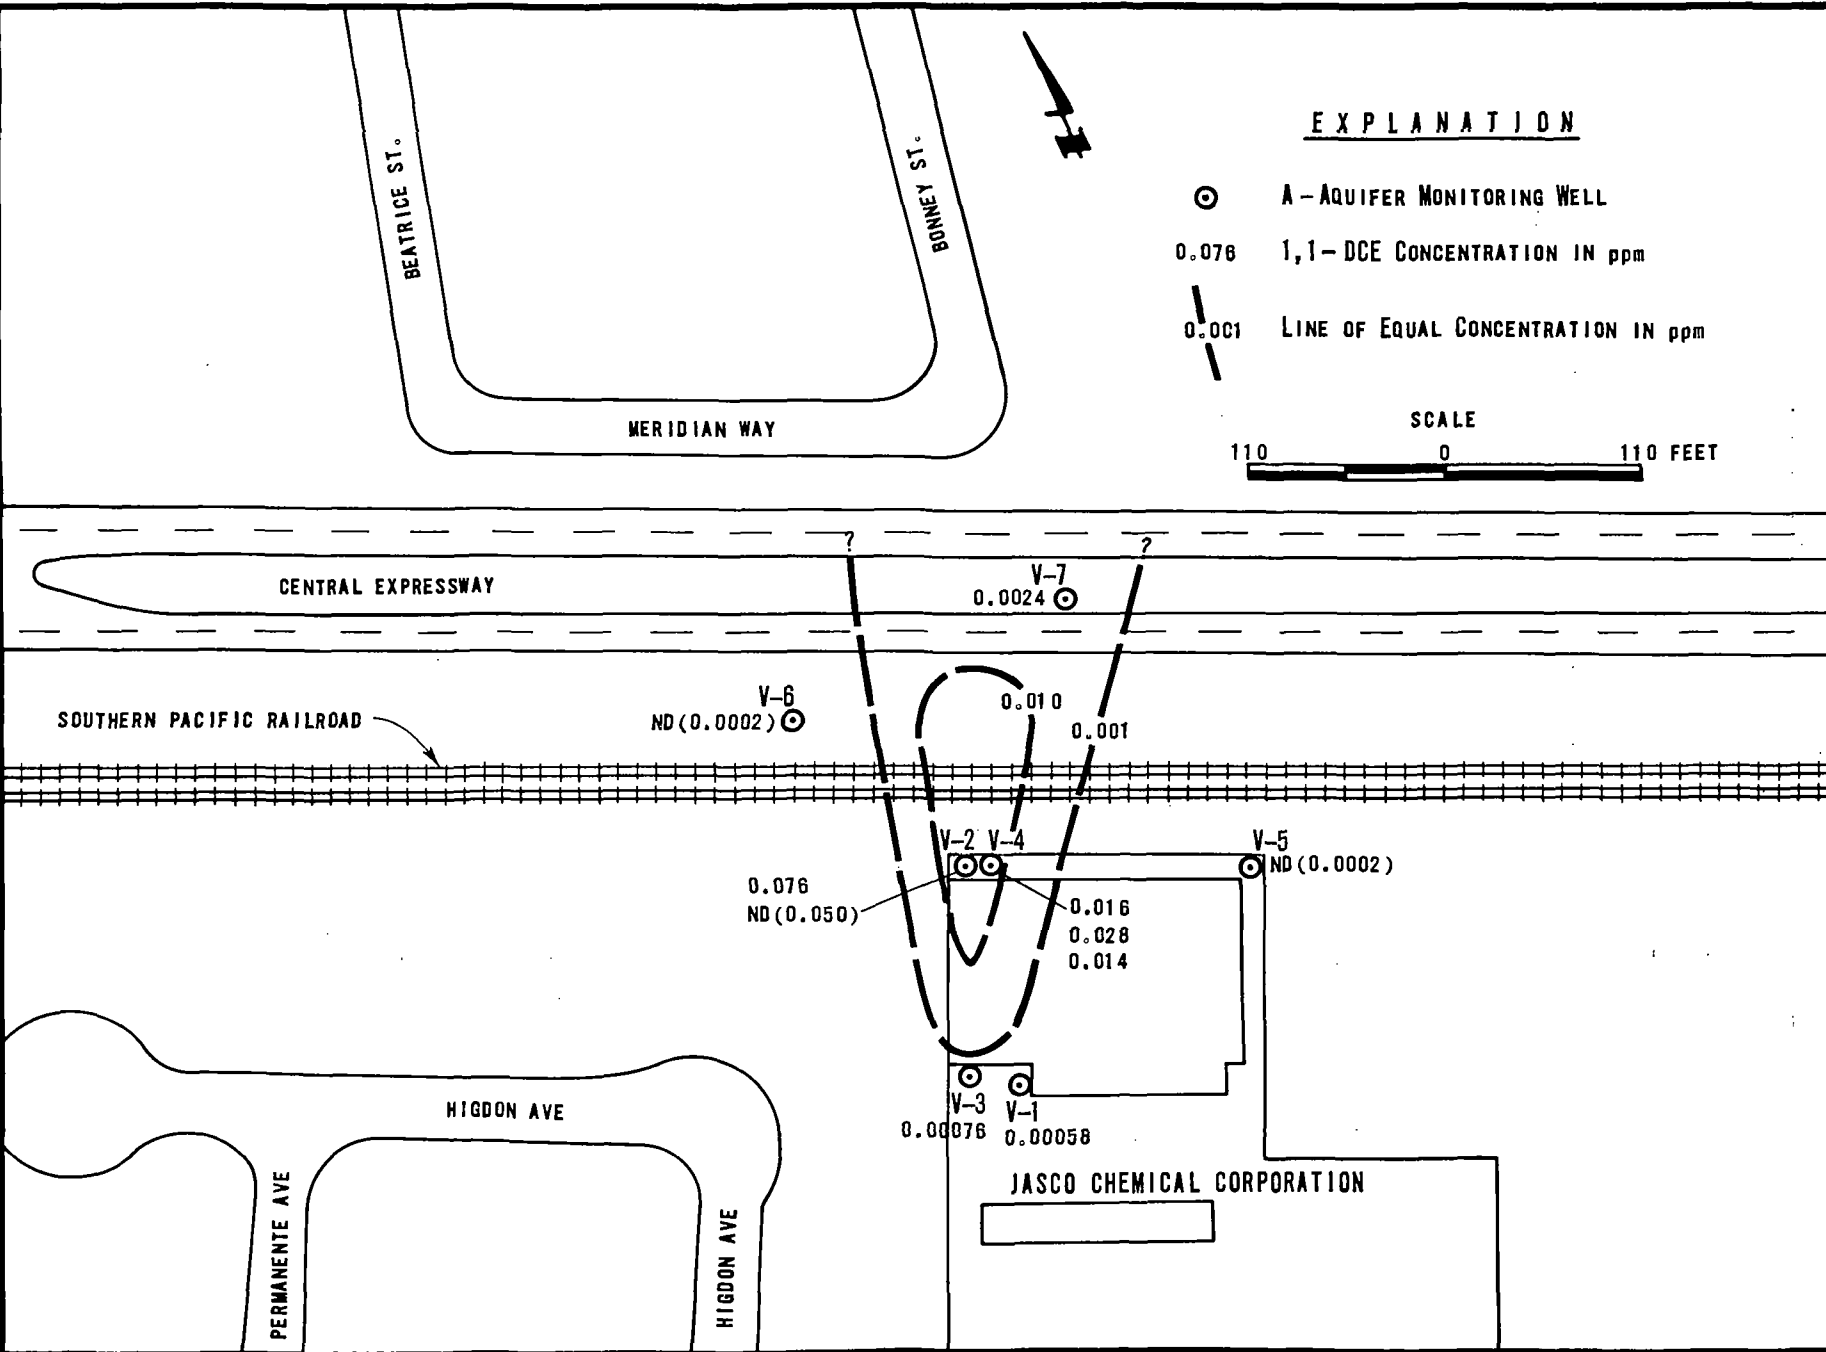 EXPLANATION
A-AQUIFER MONITORING WELL
0.076 1,1-DCE CONCENTRATION IN ppm
0.001 LINE OF EQUAL CONCENTRATION IN ppm
SCALE
110 0 110 FEET
BEATRICE ST.
BONNEY ST.
MERIDIAN WAY
? ?
CENTRAL EXPRESSWAY
V-7
0.0024
V-6
ND(0.0002)
0.010
0.001
SOUTHERN PACIFIC RAILROAD
V-2 V-4
V-5
ND(0.0002)
0.076
ND(0.050)
0.016
0.028
0.014
V-3
0.00076
V-1
0.00058
HIGDON AVE
PERMANENTE AVE
HIGDON AVE
JASCO CHEMICAL CORPORATION